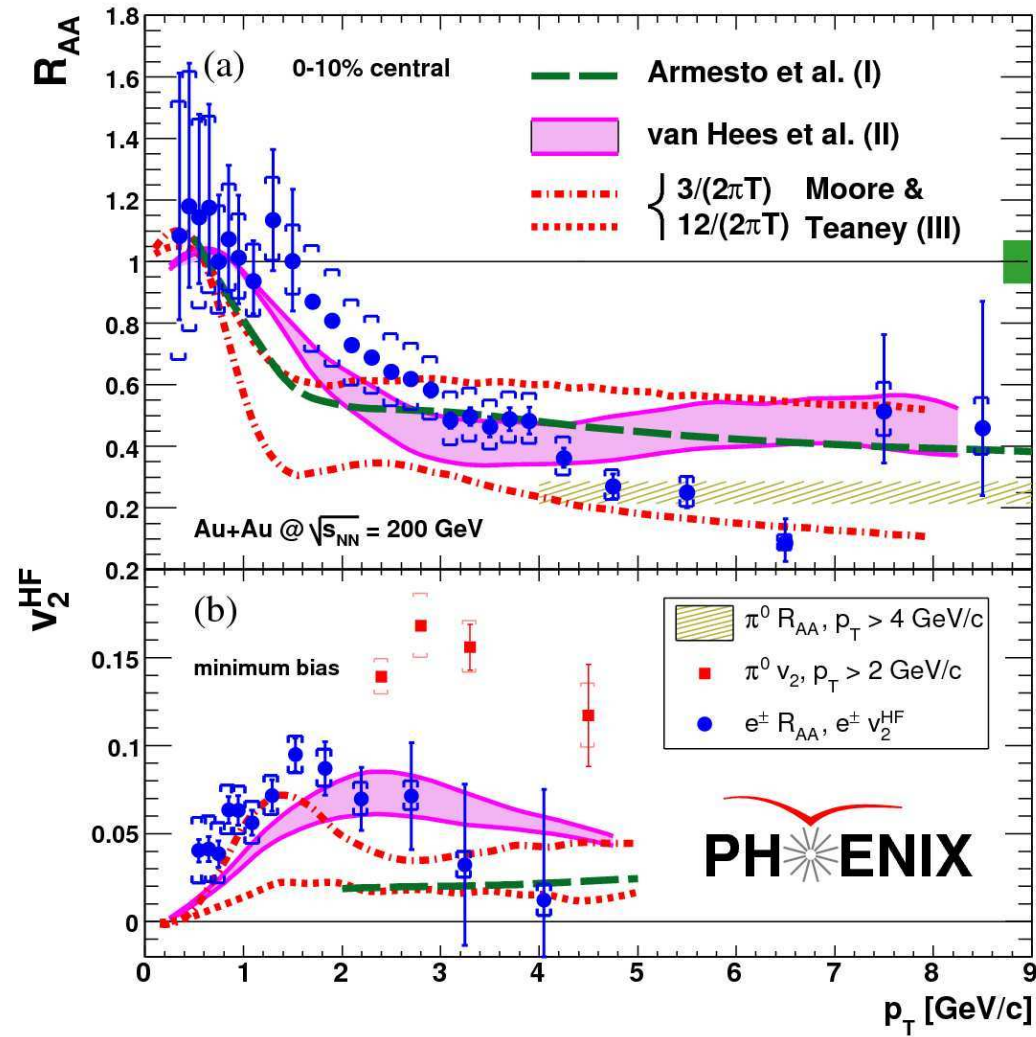 R_AA
1.8
1.6
1.4
1.2
1
0.8
0.6
0.4
0.2
0.2
(a)
0-10% central
Armesto et al. (I)
van Hees et al. (II)
3/(2πT) Moore &
12/(2πT) Teaney (III)
Au+Au @ √s_NN = 200 GeV
v_2^HF
0.15
0.1
0.05
0
(b)
minimum bias
π⁰ R_AA, p_T > 4 GeV/c
π⁰ v_2, p_T > 2 GeV/c
e± R_AA, e± v_2^HF
PHENIX
0 1 2 3 4 5 6 7 8 9
p_T [GeV/c]